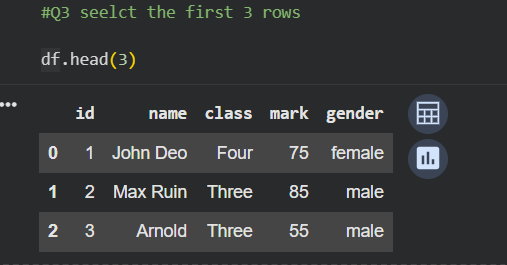 #Q3 seelct the first 3 rows
df.head(3)
id name class mark gender
0 1 John Deo Four 75 female
1 2 Max Ruin Three 85 male
2 3 Arnold Three 55 male